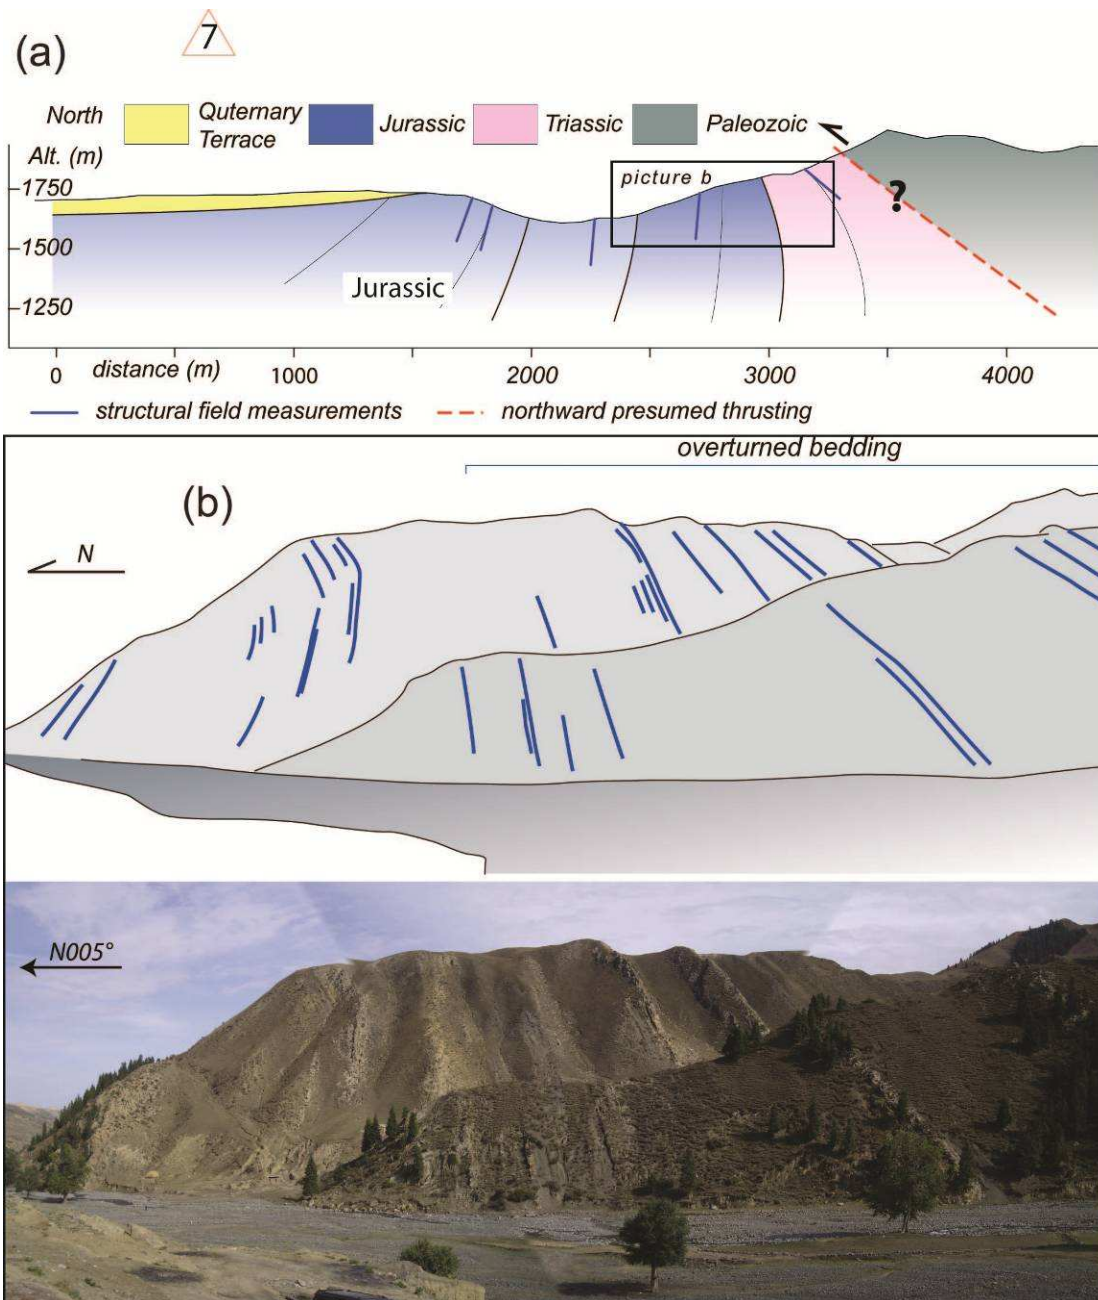 (a)
7
North
Quternary
Terrace
Jurassic
Triassic
Paleozoic
Alt. (m)
1750
1500
1250
picture b
?
Jurassic
0
distance (m)
1000
2000
3000
4000
structural field measurements
northward presumed thrusting
overturned bedding
(b)
N
N005°